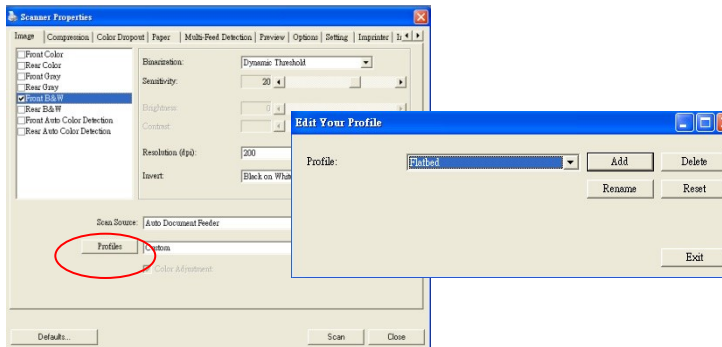 Scanner Properties
Image Compression Color Dropout Paper Multi-Feed Detection Preview Options Setting Imprinter
Front Color
Rear Color
Front Gray
Rear Gray
Front B&W
Rear B&W
Front Auto Color Detection
Rear Auto Color Detection
Binarization: Dynamic Threshold
Sensitivity: 20
Brightness: 0
Contrast:
Resolution (dpi): 200
Invert: Black on White
Scan Source: Auto Document Feeder
Profiles Custom
Color Adjustment
Defaults... Scan Close
Edit Your Profile
Profile: Flatbed Add Delete
Rename Reset
Exit